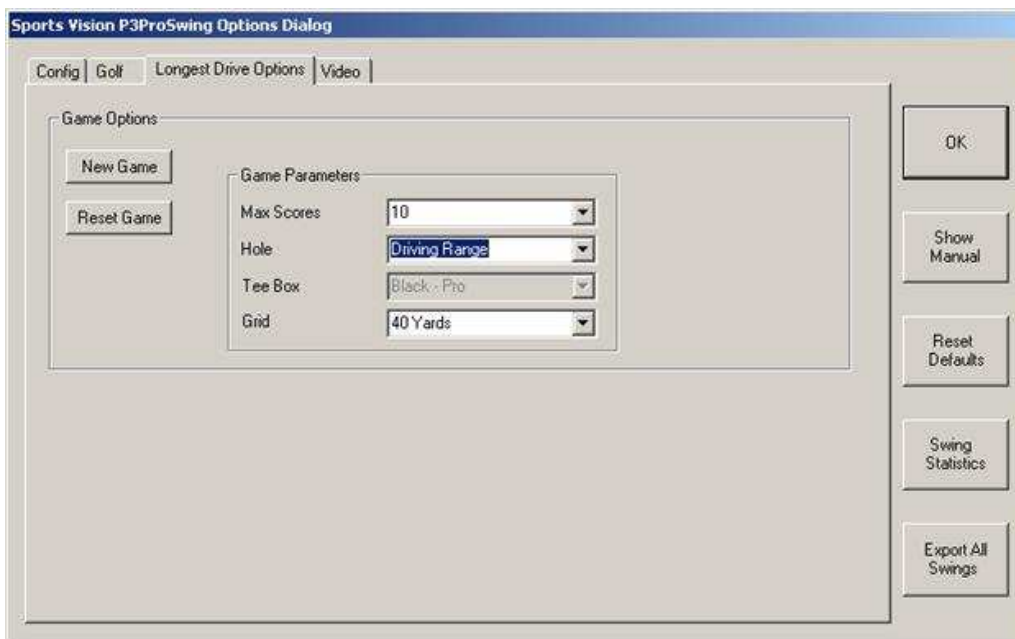 Sports Vision P3ProSwing Options Dialog
Config Golf Longest Drive Options Video
Game Options
New Game
Reset Game
Game Parameters
Max Scores 10
Hole Driving Range
Tee Box Black - Pro
Grid 40 Yards
OK
Show
Manual
Reset
Defaults
Swing
Statistics
Export All
Swings